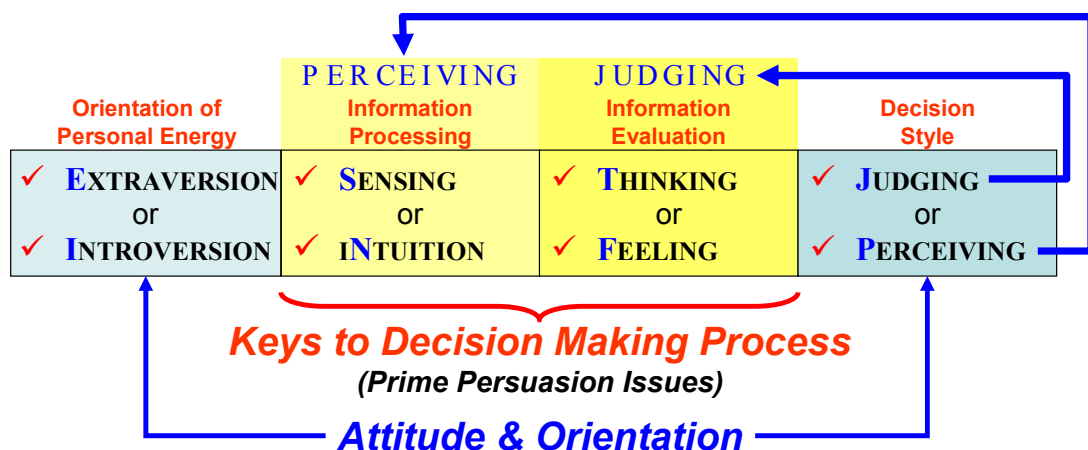 PERCEIVING
JUDGING
Orientation of
Personal Energy
Information
Processing
Information
Evaluation
Decision
Style
✓ EXTRAVERSION
or
✓ INTROVERSION
✓ SENSING
or
✓ iNTUITION
✓ THINKING
or
✓ FEELING
✓ JUDGING
or
✓ PERCEIVING
Keys to Decision Making Process
(Prime Persuasion Issues)
Attitude & Orientation